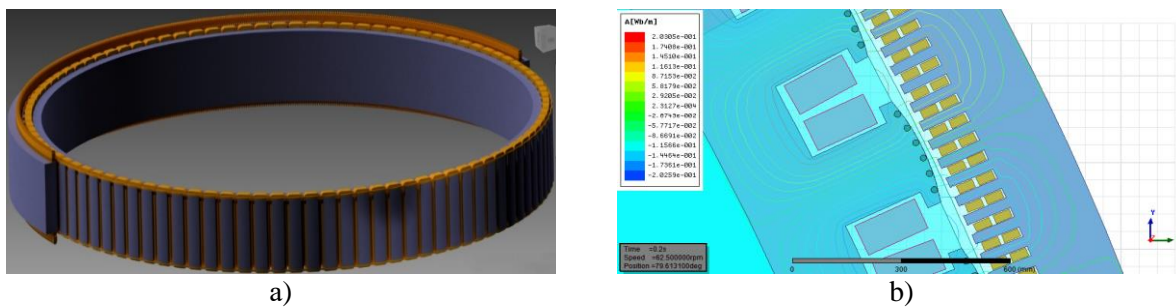 A[Wb/m]
2.0305e-001
1.7408e-001
1.4510e-001
1.1613e-001
8.7153e-002
5.8179e-002
2.9205e-002
2.3127e-004
-2.8743e-002
-5.7717e-002
-8.6691e-002
-1.1566e-001
-1.4464e-001
-1.7361e-001
-2.0259e-001
Time =0.2s
Speed =62.500000rpm
Position =79.613100deg
0 300 600 (mm)
Y
a) b)